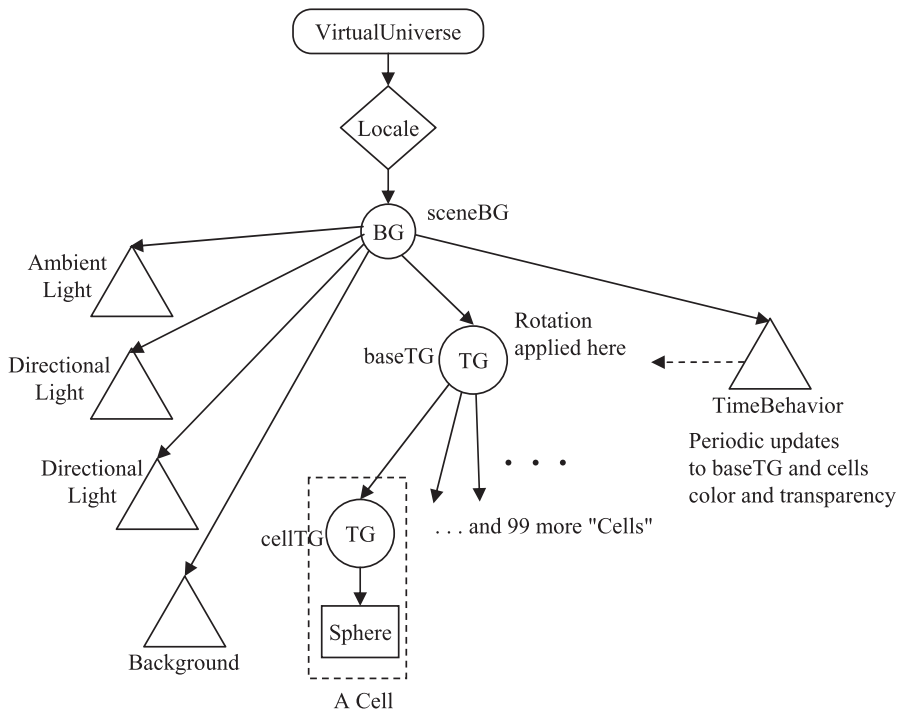 VirtualUniverse
Locale
sceneBG
BG
Ambient
Light
Directional
Light
Directional
Light
Background
baseTG
TG
Rotation
applied here
TimeBehavior
Periodic updates
to baseTG and cells
color and transparency
. . .
. . . and 99 more "Cells"
cellTG
TG
Sphere
A Cell